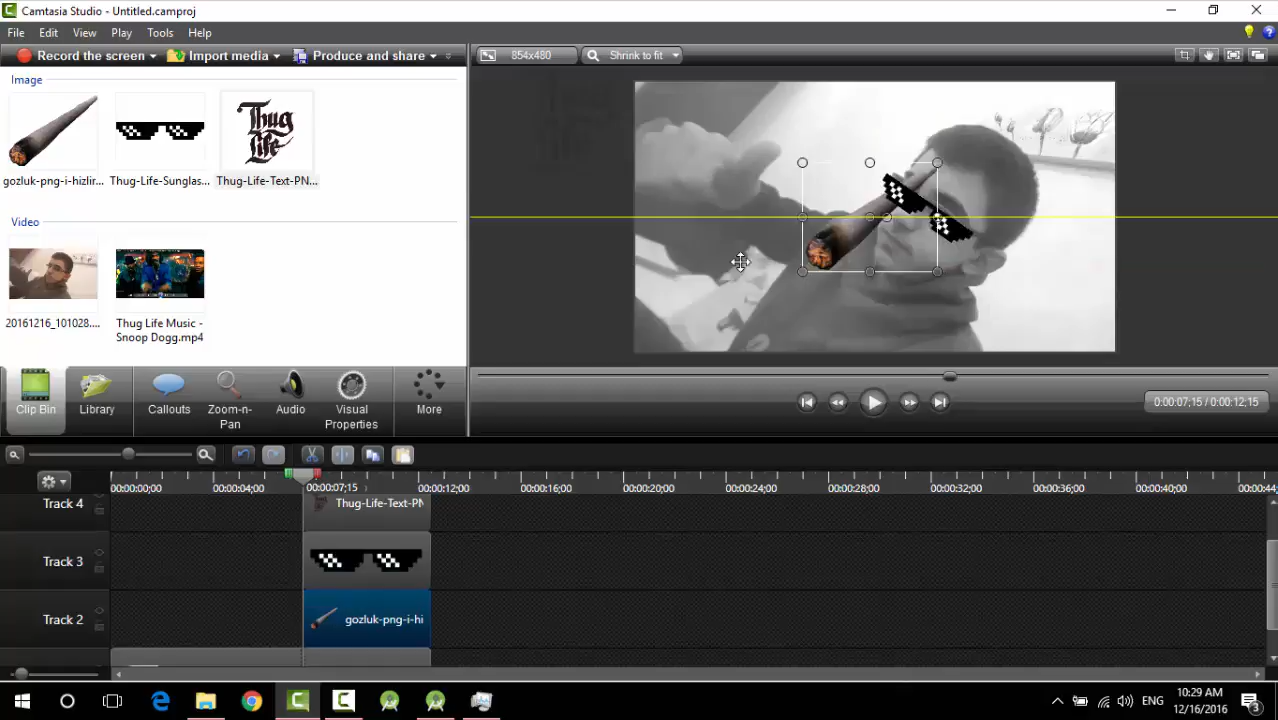 Camtasia Studio - Untitled.camproj
File Edit View Play Tools Help
Record the screen Import media Produce and share
854x480 Shrink to fit
Image
Thug Life
gozluk-png-i-hizlir... Thug-Life-Sunglas... Thug-Life-Text-PN...
Video
20161216_101028.... Thug Life Music - Snoop Dogg.mp4
Clip Bin Library Callouts Zoom-n-Pan Audio Visual Properties More
0:00:07;15 / 0:00:12,15
00:00:00;00 00:00:04;00 00:00:07;15 00:00:12;00 00:00:16;00 00:00:20;00 00:00:24;00 00:00:28;00 00:00:32;00 00:00:36;00 00:00:40;00 00:00:44;
Track 4 Thug-Life-Text-PN
Track 3
Track 2 gozluk-png-i-hi
ENG 10:29 AM
12/16/2016 3